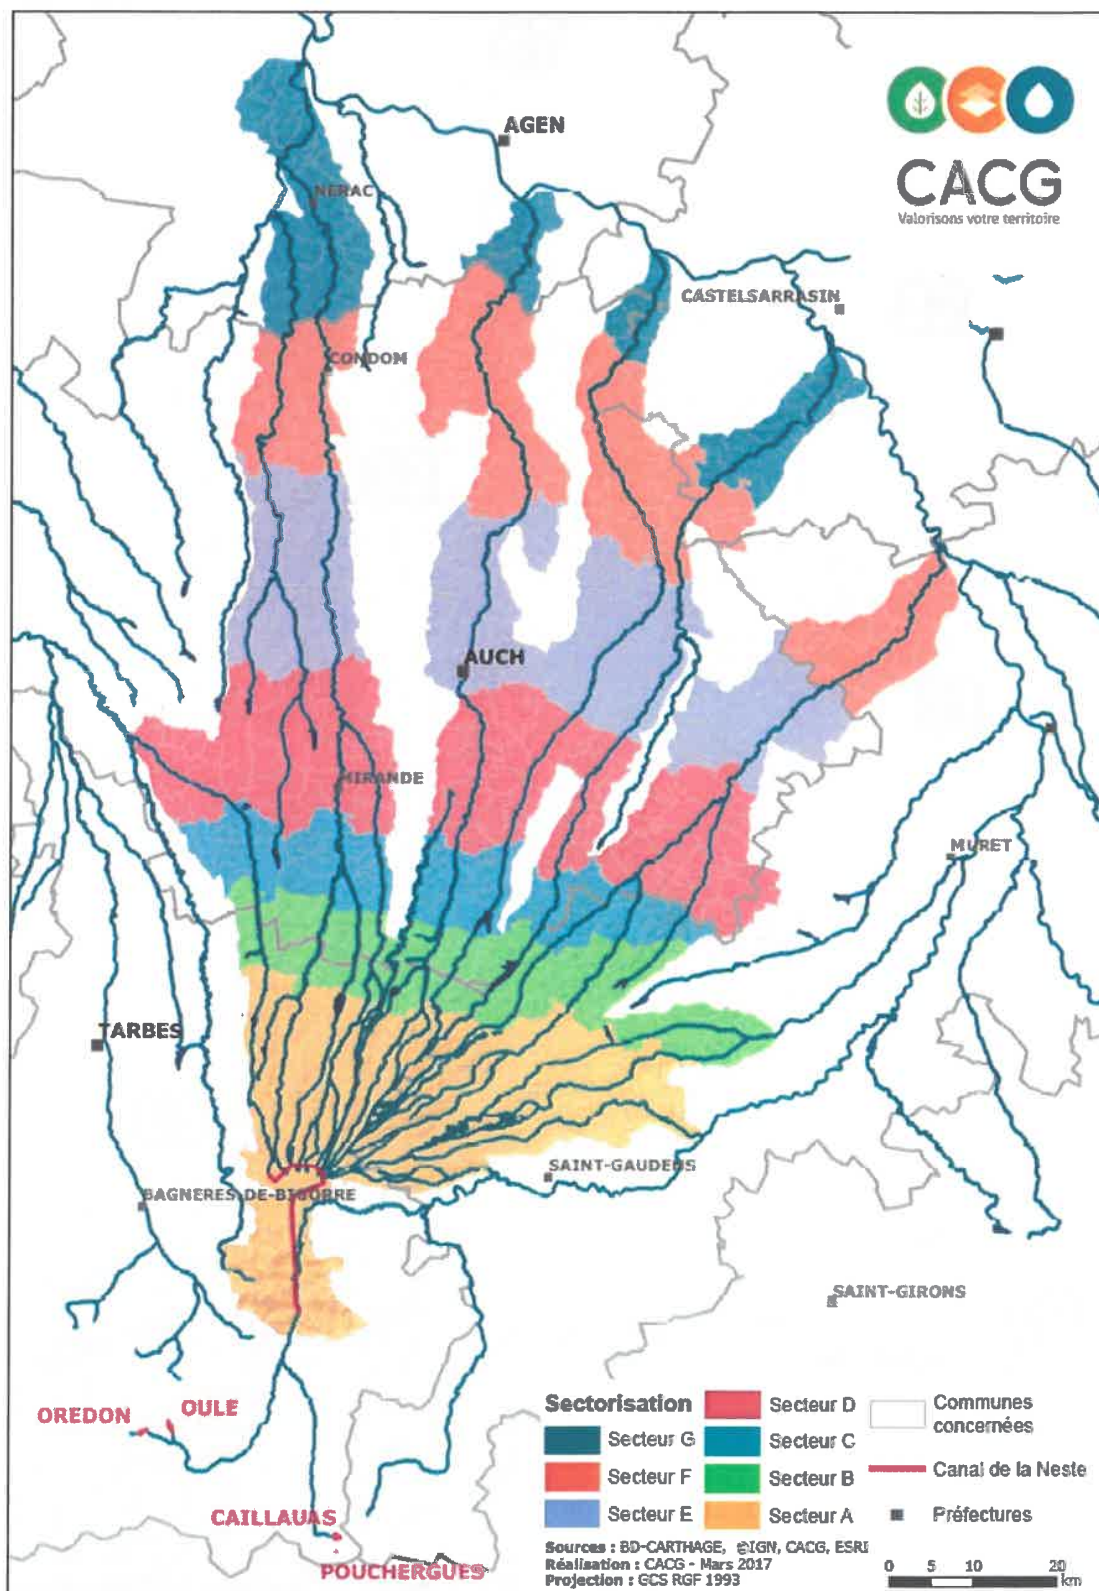 AGEN
CACG
Valorisons votre territoire
NERAC
CASTELSARRASIN
CONDOM
AUCH
MIRANDE
MURET
TARBES
SAINT-GAUDENS
BAGNERES-DE-BIGORRE
SAINT-GIRONS
OULE
OREDON
CAILLAUAS
POUCHERGUES
Sectorisation
Secteur G
Secteur F
Secteur E
Secteur D
Secteur C
Secteur B
Secteur A
Communes
concernées
Canal de la Neste
Préfectures
Sources : BD-CARTHAGE, ©IGN, CACG, ESRI
Réalisation : CACG - Mars 2017
Projection : GCS RGF 1993
0 5 10 20
km